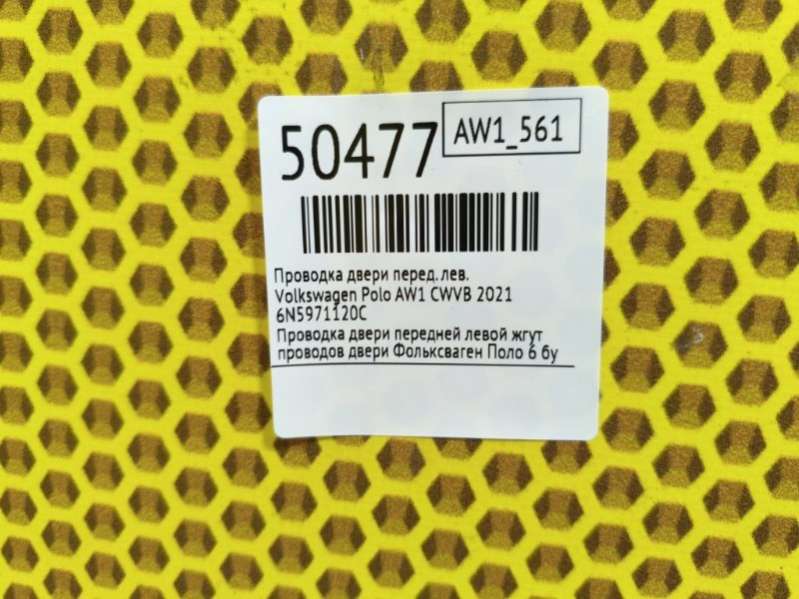 50477
AW1_561
Проводка двери перед. лев.
Volkswagen Polo AW1 CWVB 2021
6N5971120C
Проводка двери передней левой жгут
проводов двери Фольксваген Поло 6 бу